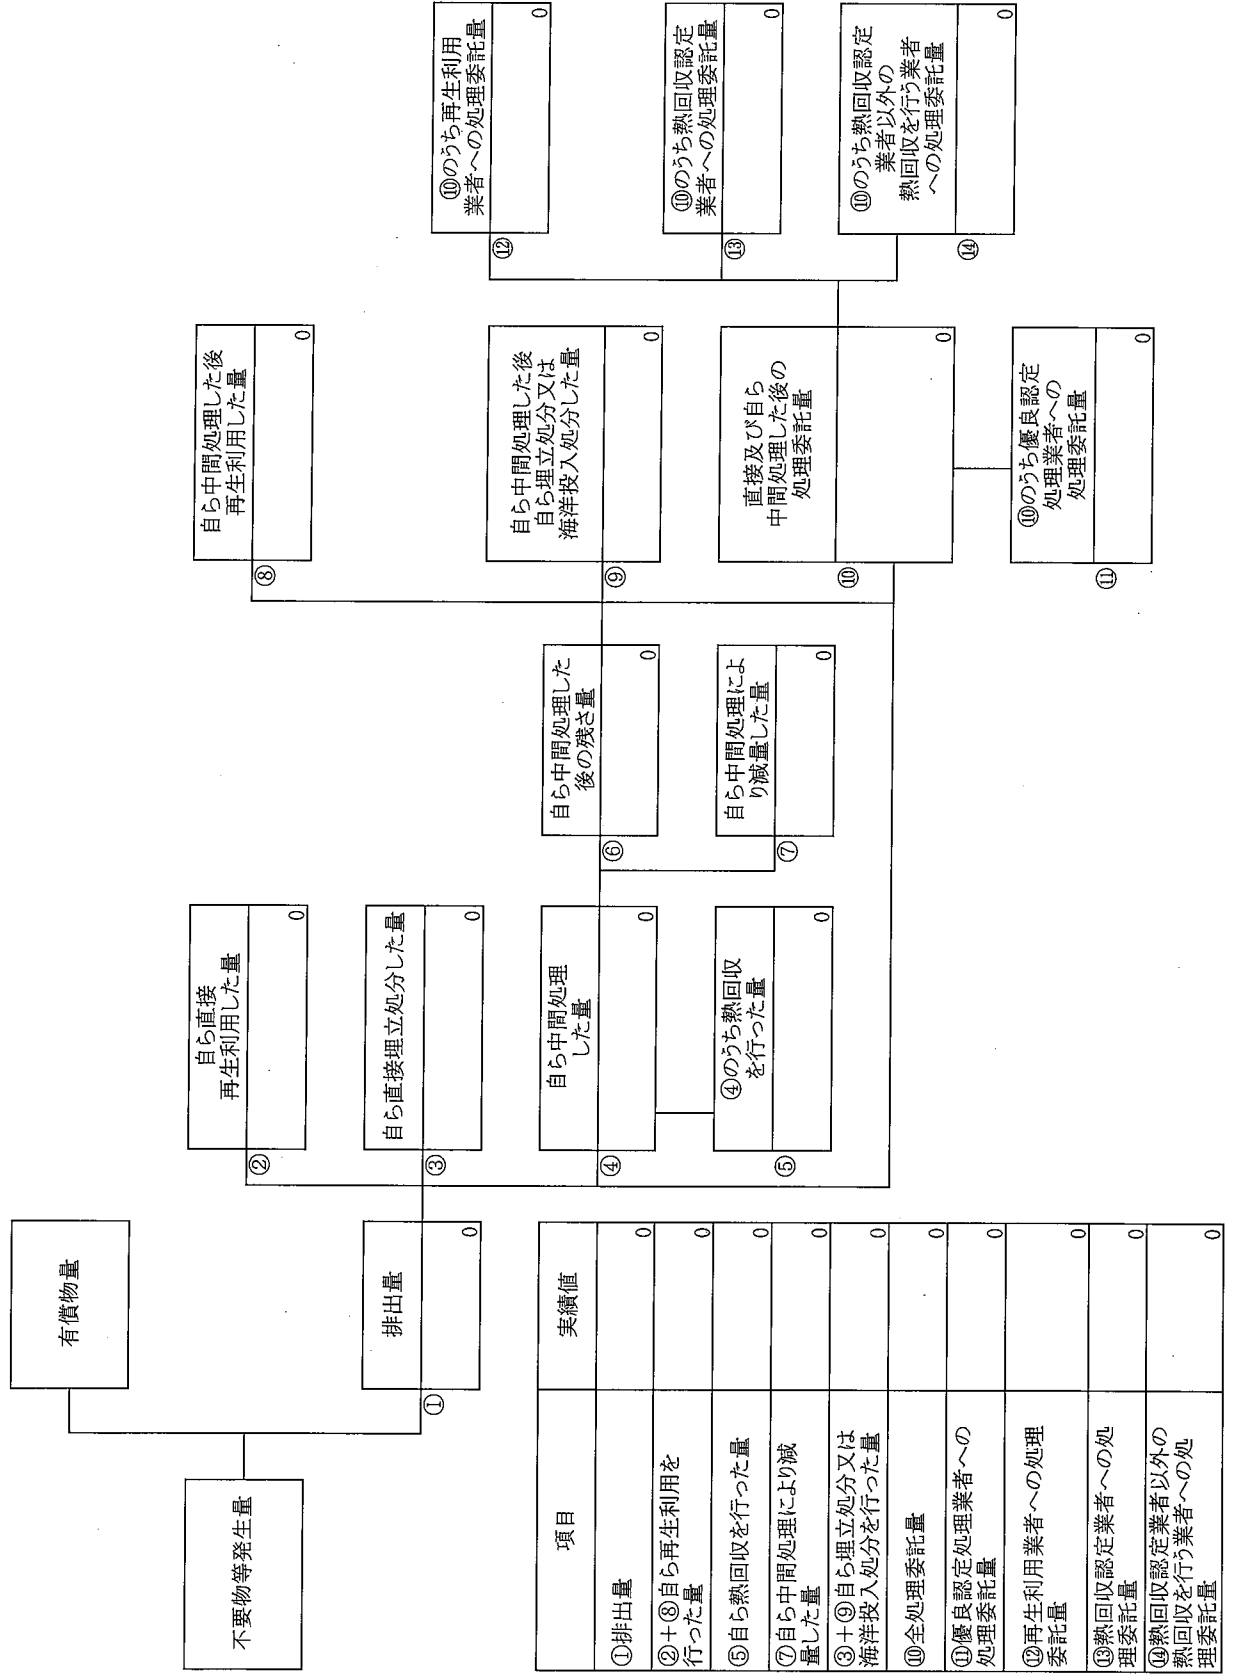 不要物等発生量
有償物量
①
排出量
0
②
自ら直接
再生利用した量
0
③
自ら直接埋立処分した量
0
④
自ら中間処理
した量
0
⑤
④のうち熱回収
を行った量
0
⑥
自ら中間処理した
後の残さ量
0
⑦
自ら中間処理によ
り減量した量
0
⑧
自ら中間処理した後
再生利用した量
0
⑨
自ら中間処理した後
自ら埋立処分又は
海洋投入処分した量
0
⑩
直接及び自ら
中間処理した後の
処理委託量
0
⑪
⑩のうち優良認定
処理業者への
処理委託量
0
⑫
⑩のうち再生利用
業者への処理委託量
0
⑬
⑩のうち熱回収認定
業者への処理委託量
0
⑭
⑩のうち熱回収認定
業者以外の
熱回収を行う業者
への処理委託量
0
項目 実績値
①排出量 0
②+⑧自ら再生利用を
行った量 0
⑤自ら熱回収を行った量 0
⑦自ら中間処理により減
量した量 0
③+⑨自ら埋立処分又は
海洋投入処分を行った量 0
⑩全処理委託量 0
⑪優良認定処理業者への
処理委託量 0
⑫再生利用業者への処理
委託量 0
⑬熱回収認定業者への処
理委託量 0
⑭熱回収認定業者以外の
熱回収を行う業者への処
理委託量 0